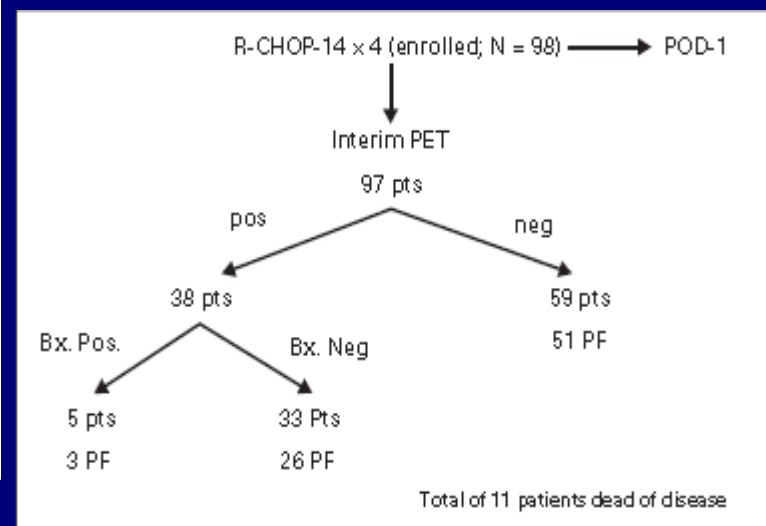 R-CHOP-14 × 4 (enrolled; N = 98) POD-1
Interim PET
97 pts
pos neg
38 pts 59 pts
51 PF
Bx. Pos. Bx. Neg
5 pts 33 Pts
3 PF 26 PF
Total of 11 patients dead of disease